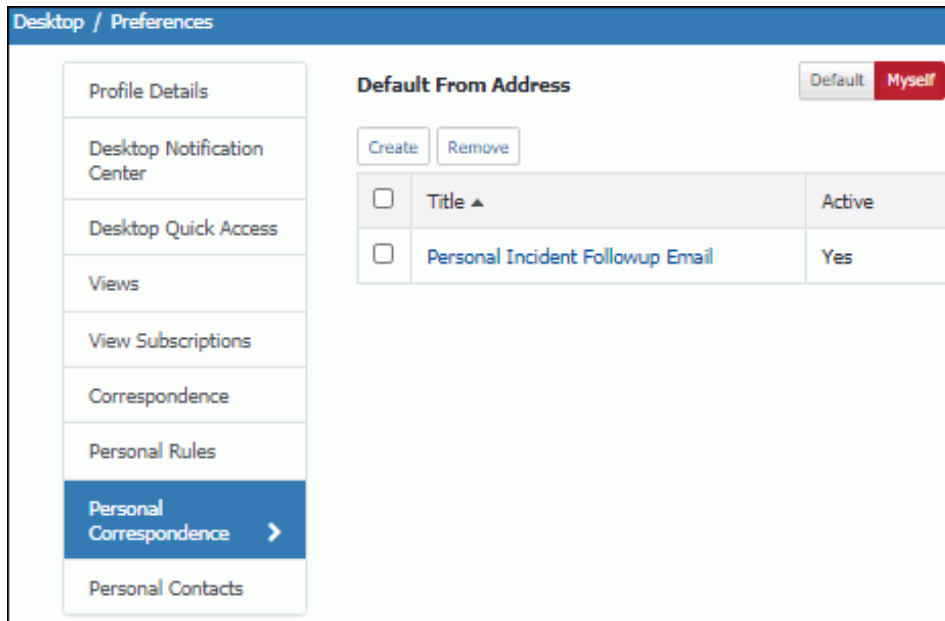 Desktop / Preferences
Profile Details
Desktop Notification
Center
Desktop Quick Access
Views
View Subscriptions
Correspondence
Personal Rules
Personal
Correspondence
Personal Contacts
Default From Address
Default Myself
Create Remove
Title Active
Personal Incident Followup Email Yes